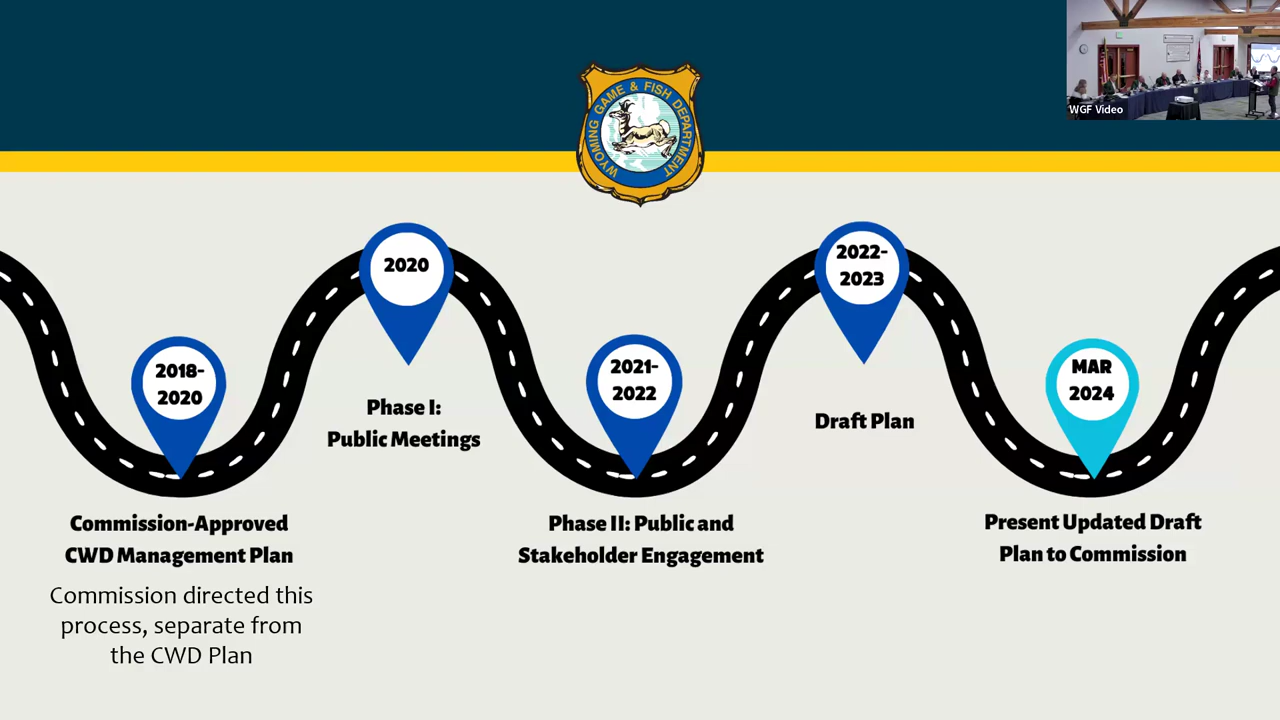 WYOMING GAME & FISH DEPARTMENT
WGF Video
2018-
2020
2020
2021-
2022
2022-
2023
MAR
2024
Commission-Approved
CWD Management Plan
Commission directed this
process, separate from
the CWD Plan
Phase I:
Public Meetings
Phase II: Public and
Stakeholder Engagement
Draft Plan
Present Updated Draft
Plan to Commission